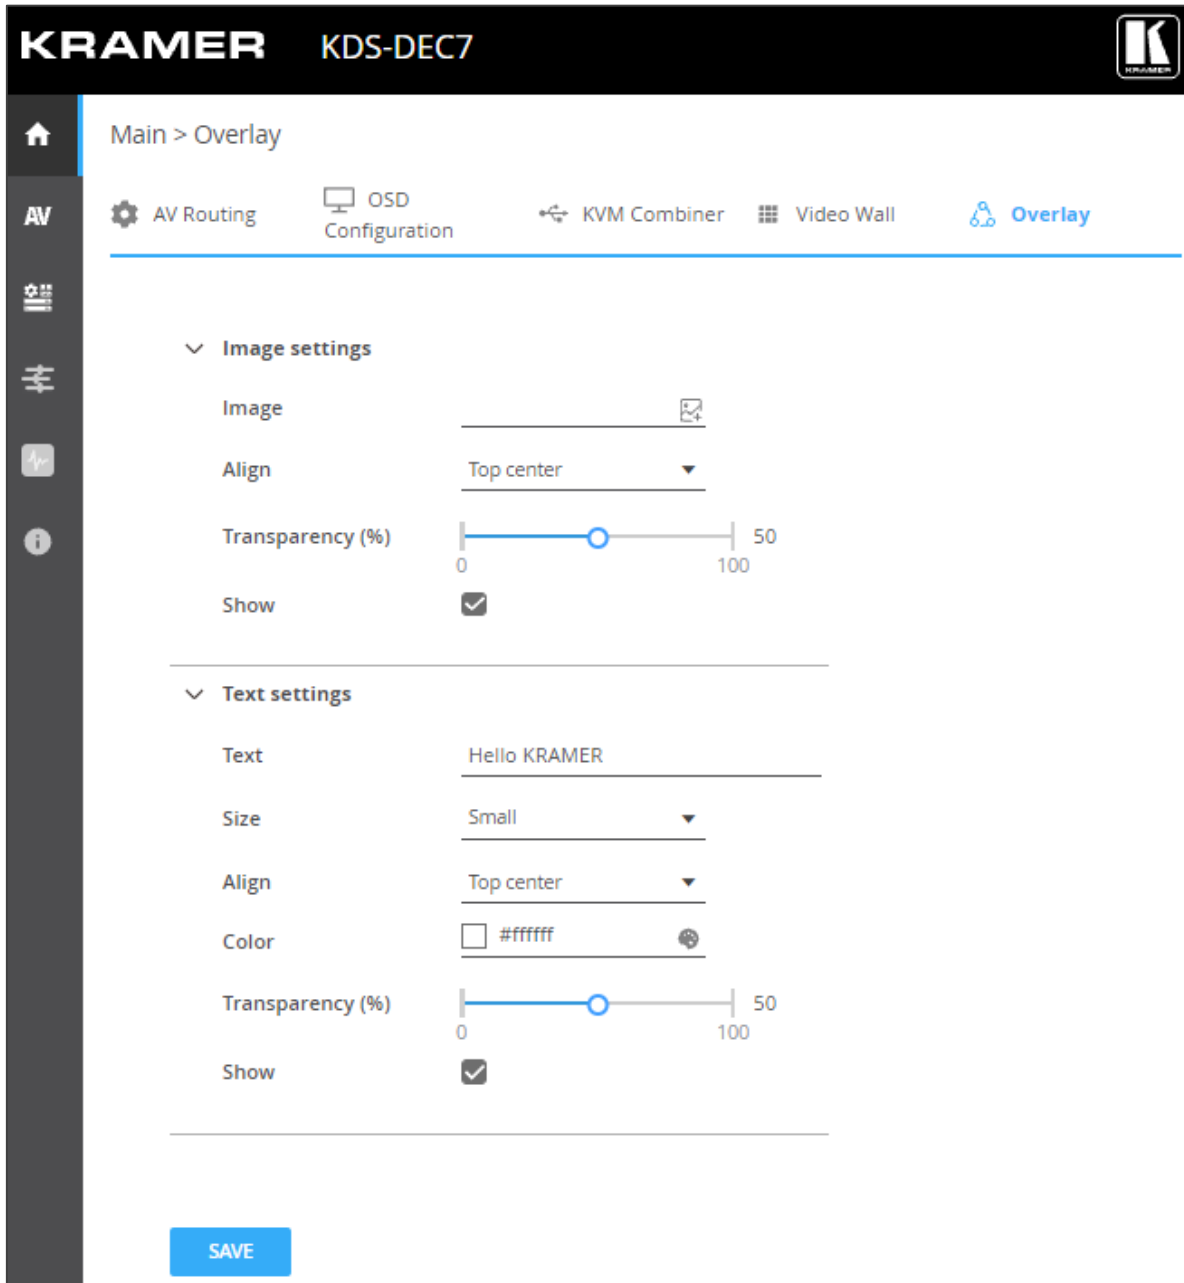 KRAMER KDS-DEC7
KRAMER
Main > Overlay
AV Routing
OSD
Configuration
KVM Combiner
Video Wall
Overlay
AV
Image settings
Image
Align Top center
Transparency (%) 50
0 100
Show
Text settings
Text Hello KRAMER
Size Small
Align Top center
Color #ffffff
Transparency (%) 50
0 100
Show
SAVE